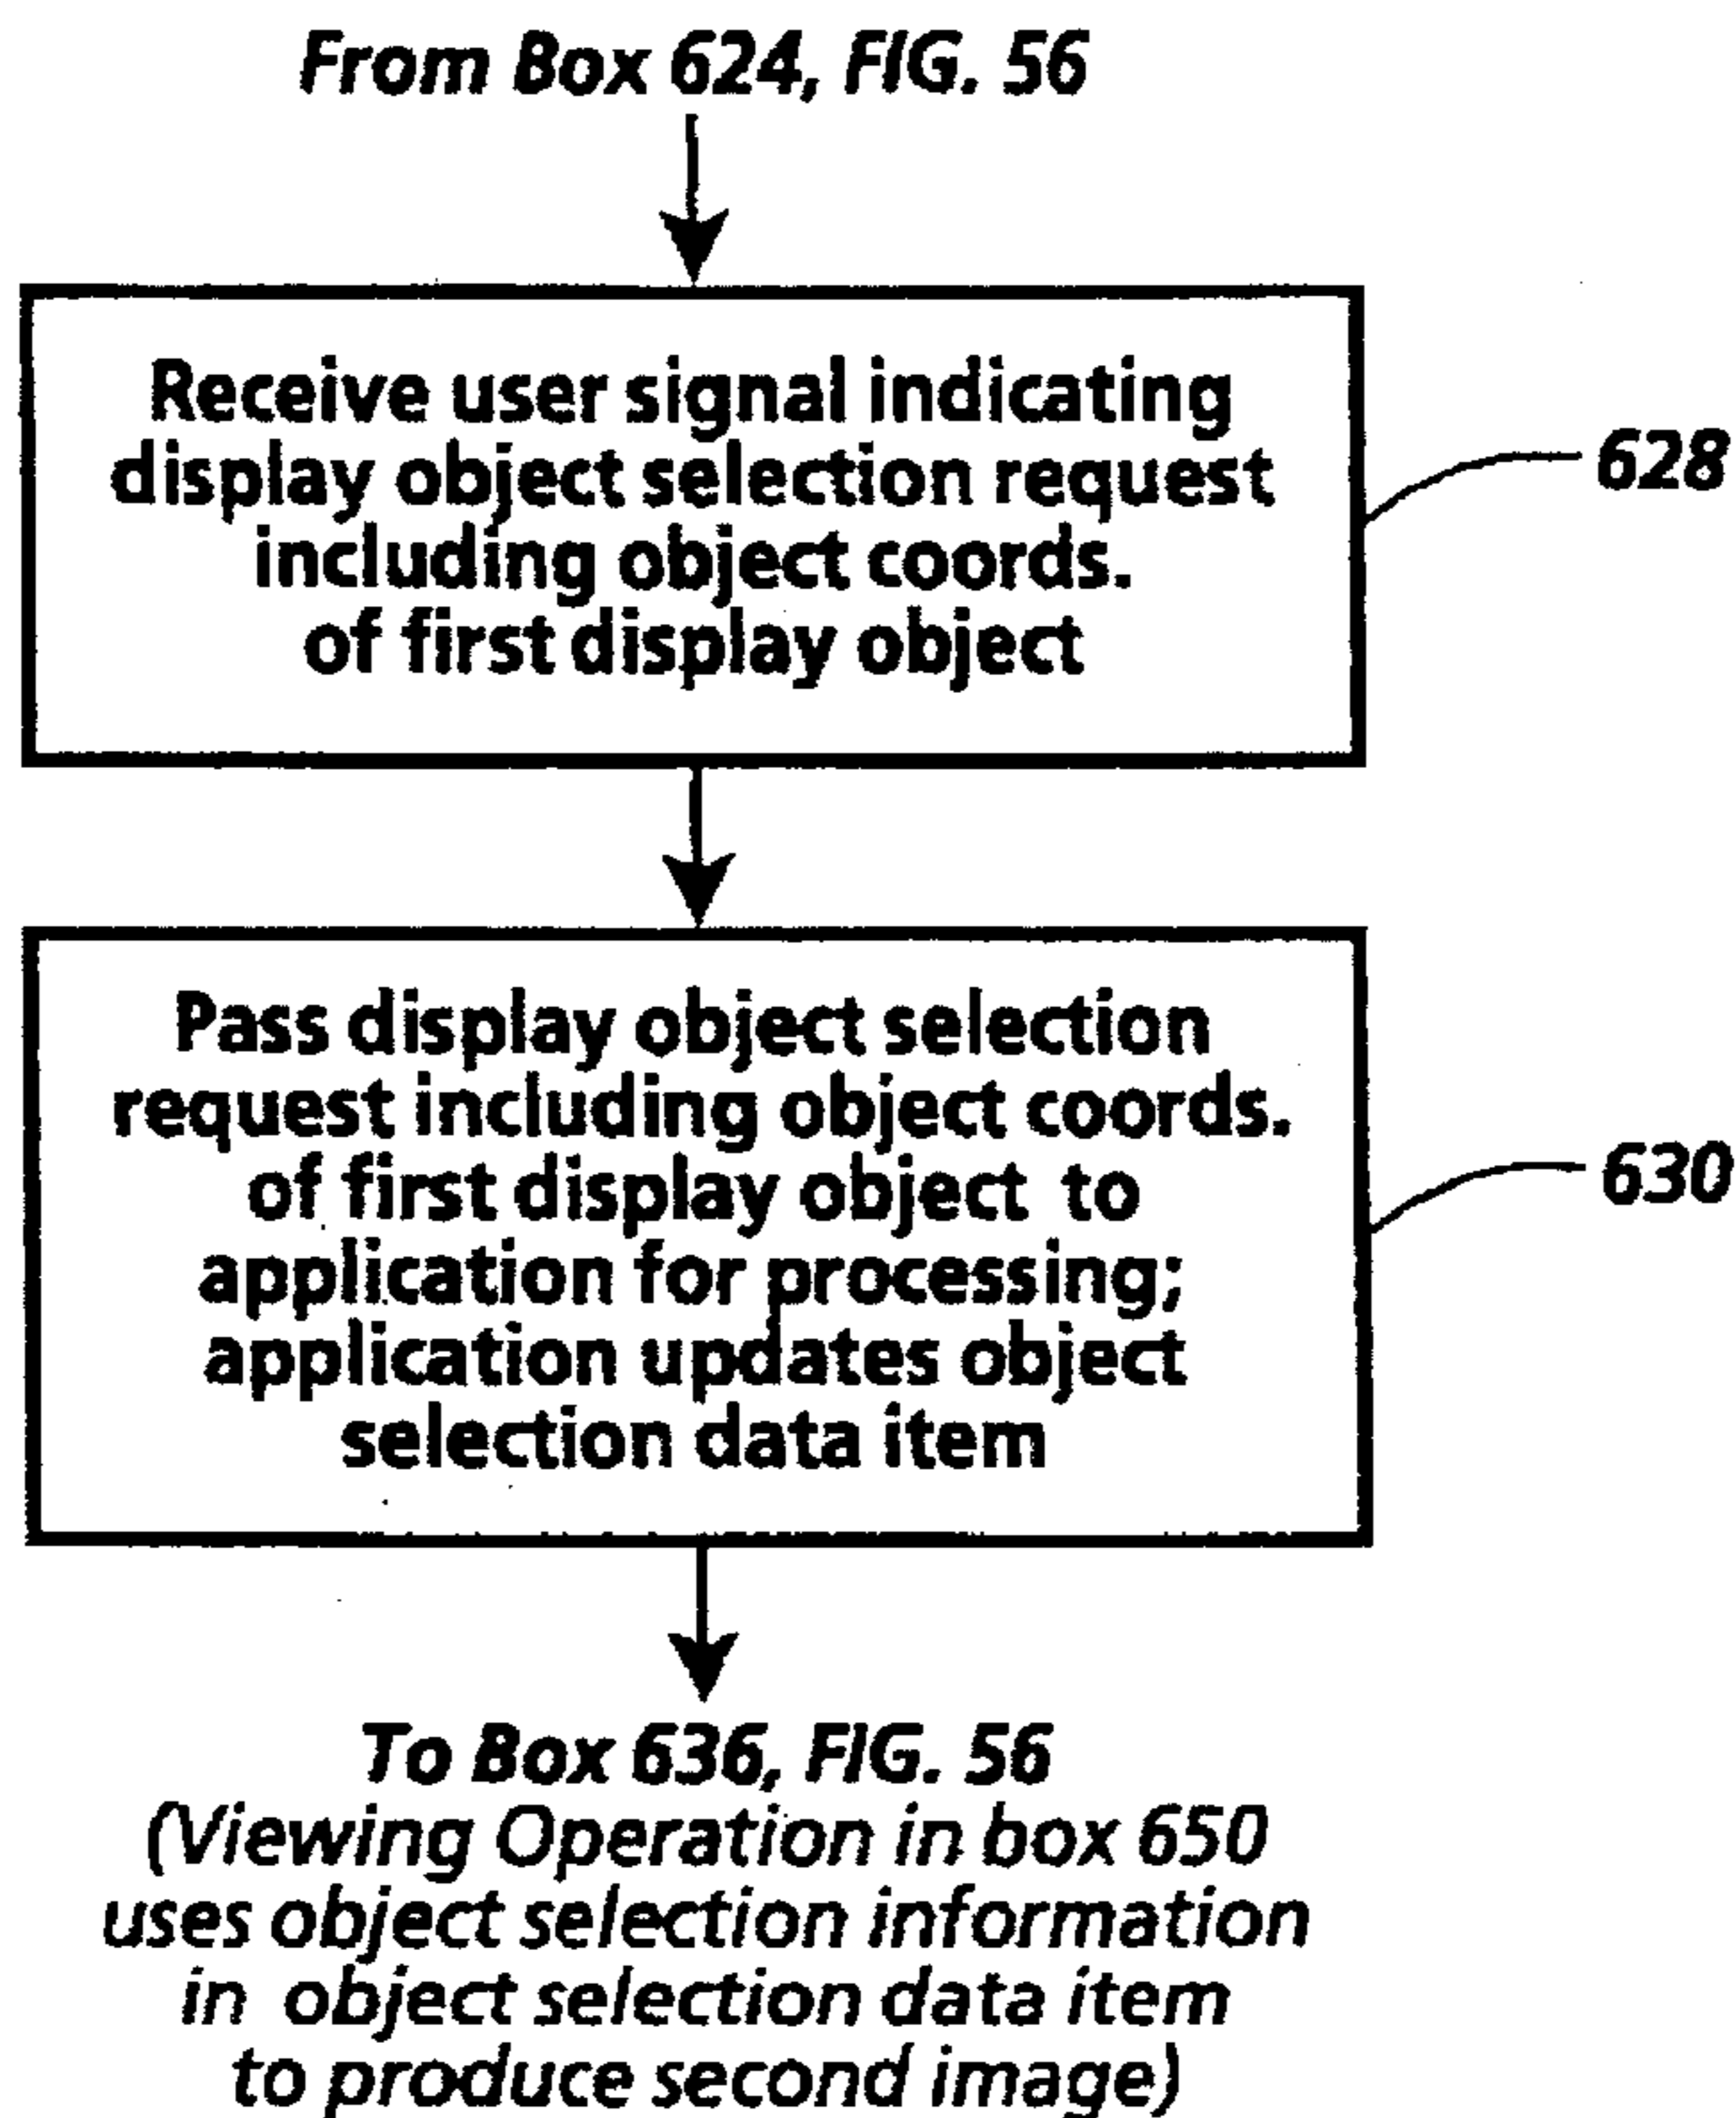 From Box 624, FIG. 56
Receive user signal indicating
display object selection request
including object coords.
of first display object
628
Pass display object selection
request including object coords.
of first display object to
application for processing;
application updates object
selection data item
630
To Box 636, FIG. 56
(Viewing Operation in box 650
uses object selection information
in object selection data item
to produce second image)